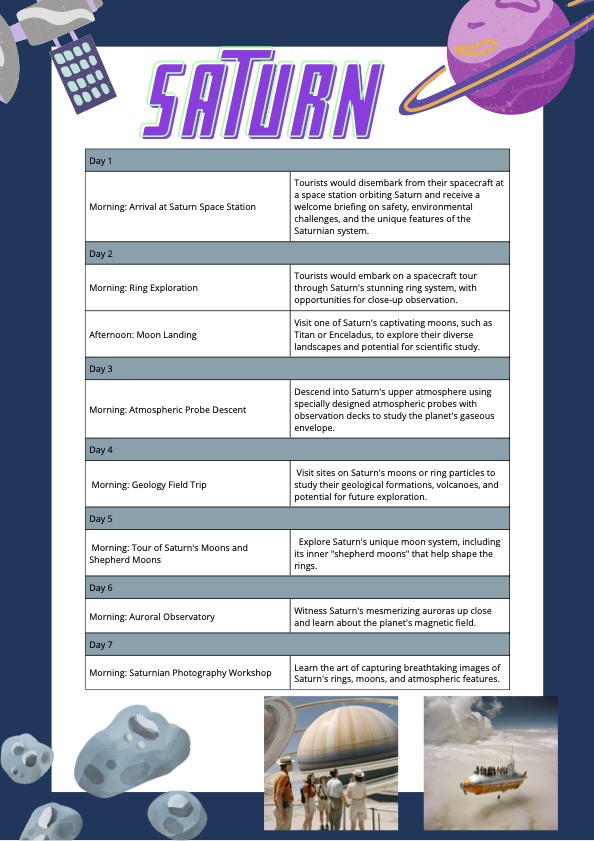 SATURN
Day 1
Morning: Arrival at Saturn Space Station
Tourists would disembark from their spacecraft at
a space station orbiting Saturn and receive a
welcome briefing on safety, environmental
challenges, and the unique features of the
Saturnian system.
Day 2
Morning: Ring Exploration
Tourists would embark on a spacecraft tour
through Saturn's stunning ring system, with
opportunities for close-up observation.
Afternoon: Moon Landing
Visit one of Saturn's captivating moons, such as
Titan or Enceladus, to explore their diverse
landscapes and potential for scientific study.
Day 3
Morning: Atmospheric Probe Descent
Descend into Saturn's upper atmosphere using
specially designed atmospheric probes with
observation decks to study the planet's gaseous
envelope.
Day 4
Morning: Geology Field Trip
Visit sites on Saturn's moons or ring particles to
study their geological formations, volcanoes, and
potential for future exploration.
Day 5
Morning: Tour of Saturn's Moons and
Shepherd Moons
Explore Saturn's unique moon system, including
its inner "shepherd moons" that help shape the
rings.
Day 6
Morning: Auroral Observatory
Witness Saturn's mesmerizing auroras up close
and learn about the planet's magnetic field.
Day 7
Morning: Saturnian Photography Workshop
Learn the art of capturing breathtaking images of
Saturn's rings, moons, and atmospheric features.